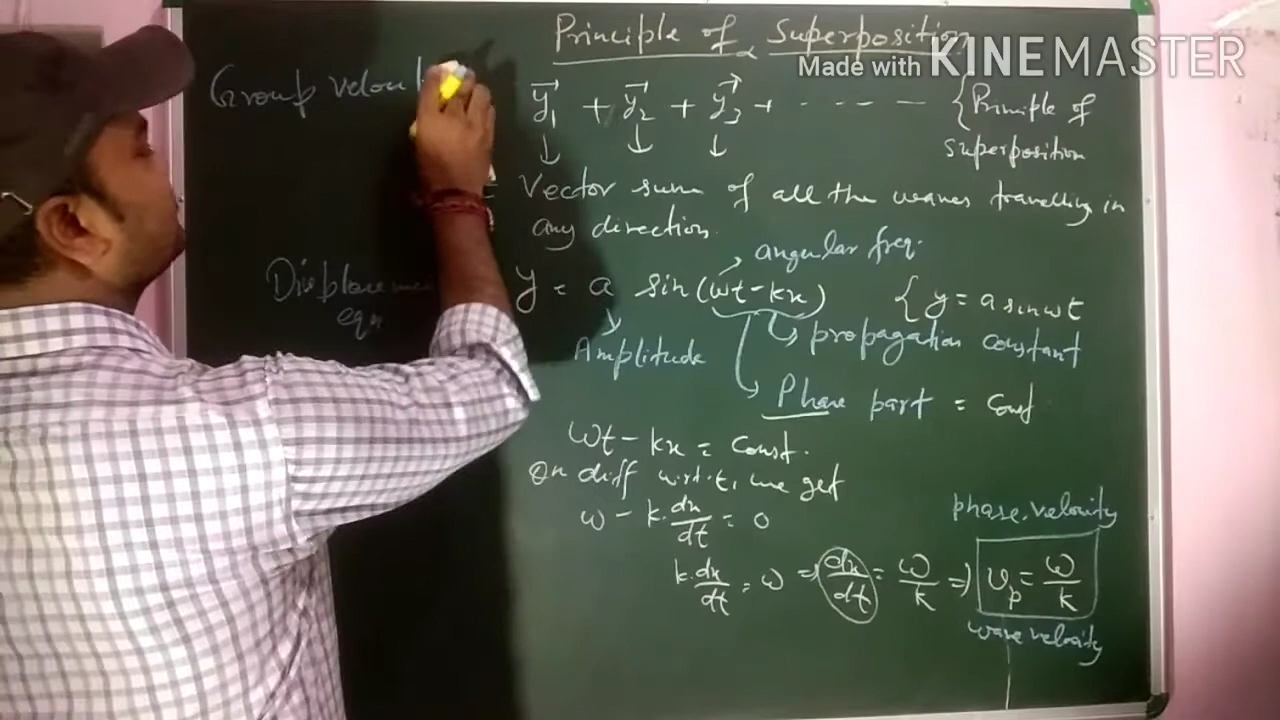 Principle of Superposition
Made with KINEMASTER
Group
y₁ + y₂ + y₃ + - - - - - {Principle of
superposition
= Vector sum of all the waves travelling in
any direction.
angular freq.
y = a sin(ωt-kx) { y = a sin ωt
eqn
Amplitude
propagation constant
Phase part = Const
ωt - kx = Const.
On diff w.r.t. t, we get
ω - k.dx/dt = 0
phase velocity
k.dx/dt = ω ⇒ dx/dt = ω/k ⇒ υp = ω/k
wave velocity